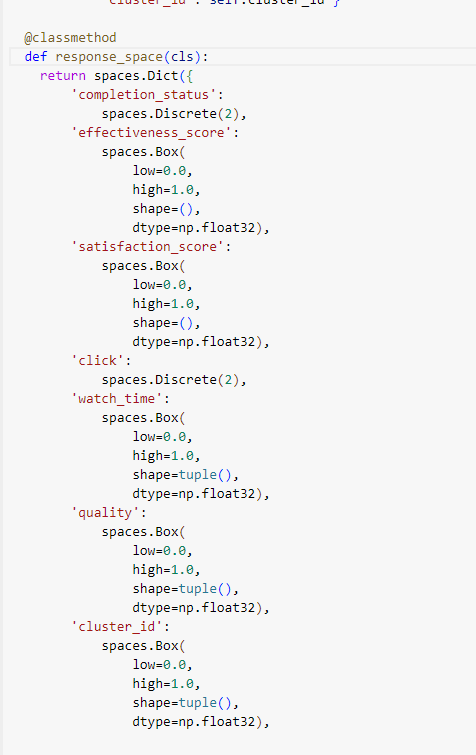 'cluster_id': self.cluster_id }
@classmethod
def response_space(cls):
  return spaces.Dict({
      'completion_status':
          spaces.Discrete(2),
      'effectiveness_score':
          spaces.Box(
              low=0.0,
              high=1.0,
              shape=(),
              dtype=np.float32),
      'satisfaction_score':
          spaces.Box(
              low=0.0,
              high=1.0,
              shape=(),
              dtype=np.float32),
      'click':
          spaces.Discrete(2),
      'watch_time':
          spaces.Box(
              low=0.0,
              high=1.0,
              shape=tuple(),
              dtype=np.float32),
      'quality':
          spaces.Box(
              low=0.0,
              high=1.0,
              shape=tuple(),
              dtype=np.float32),
      'cluster_id':
          spaces.Box(
              low=0.0,
              high=1.0,
              shape=tuple(),
              dtype=np.float32),